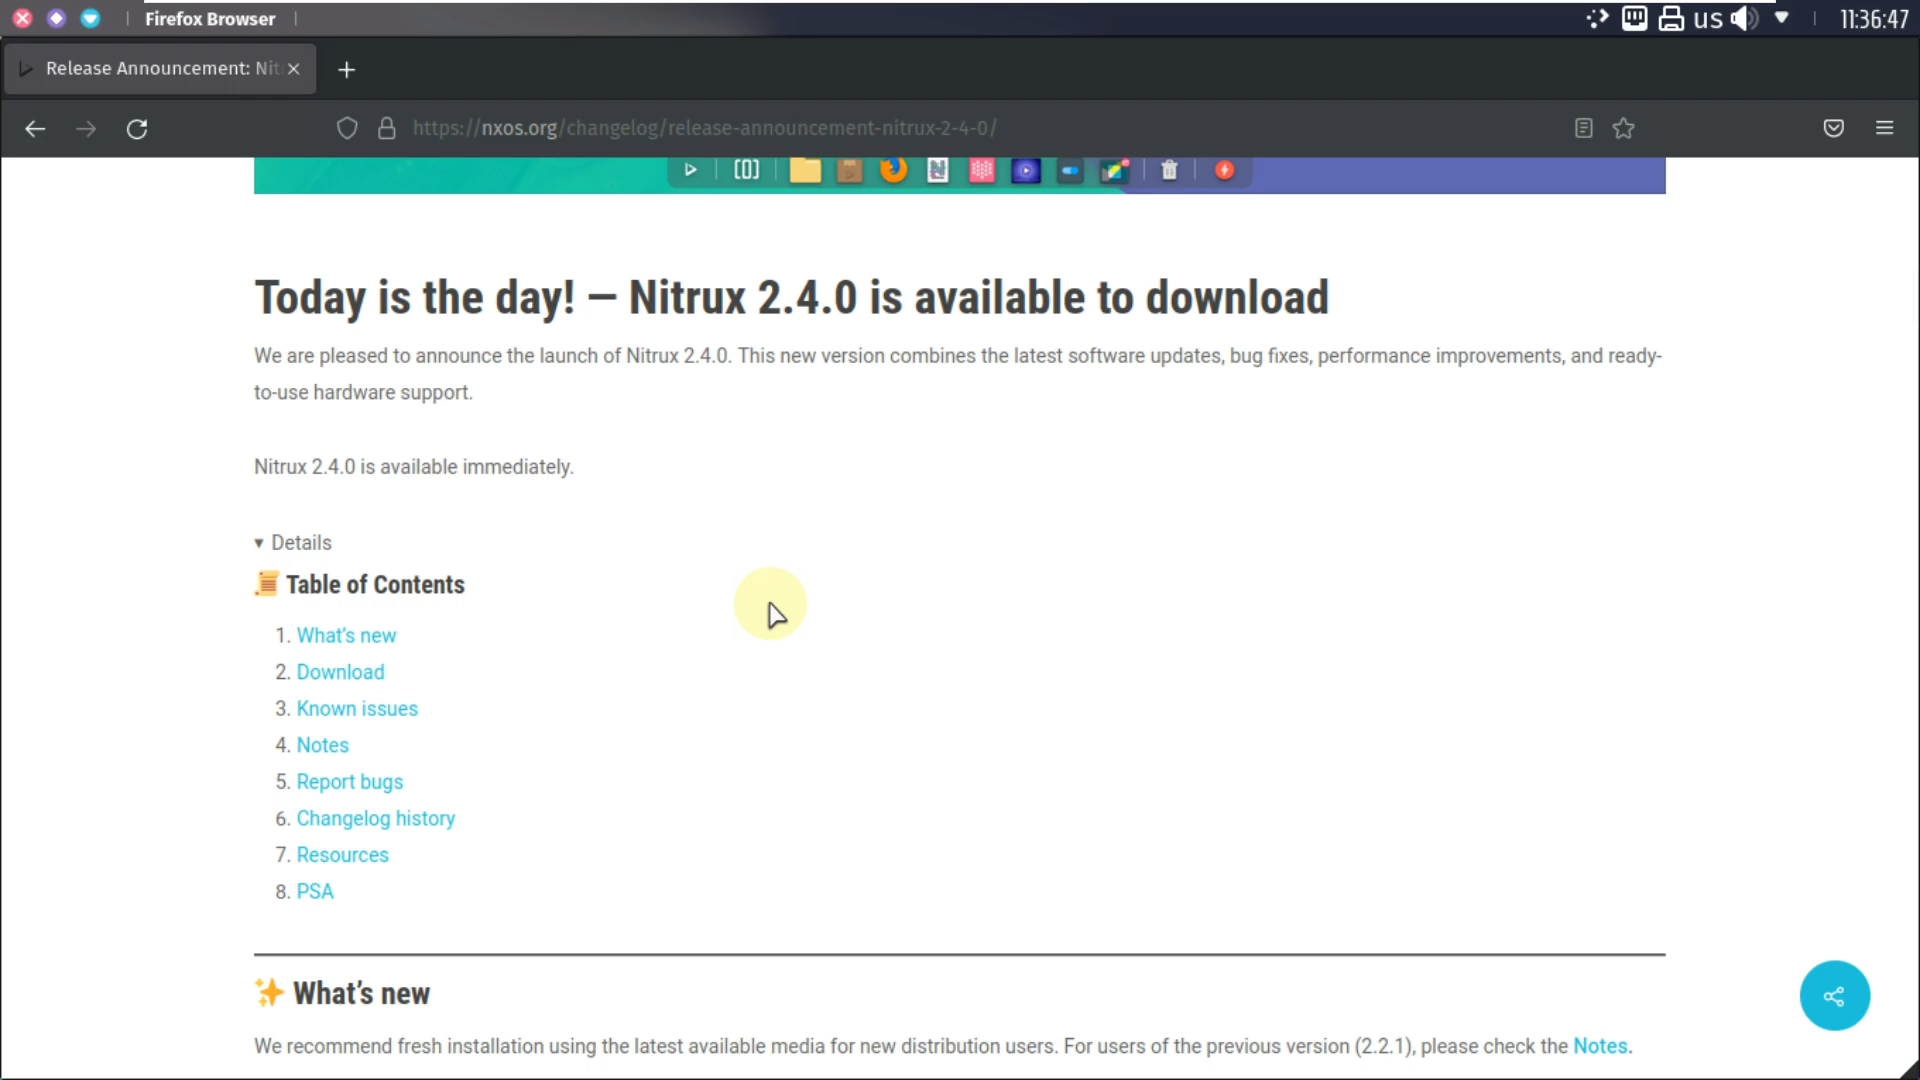 Firefox Browser
us
11:36:47
Release Announcement: Nit
https://nxos.org/changelog/release-announcement-nitrux-2-4-0/
Today is the day! – Nitrux 2.4.0 is available to download
We are pleased to announce the launch of Nitrux 2.4.0. This new version combines the latest software updates, bug fixes, performance improvements, and ready-
to-use hardware support.
Nitrux 2.4.0 is available immediately.
Details
Table of Contents
1. What's new
2. Download
3. Known issues
4. Notes
5. Report bugs
6. Changelog history
7. Resources
8. PSA
What's new
We recommend fresh installation using the latest available media for new distribution users. For users of the previous version (2.2.1), please check the Notes.